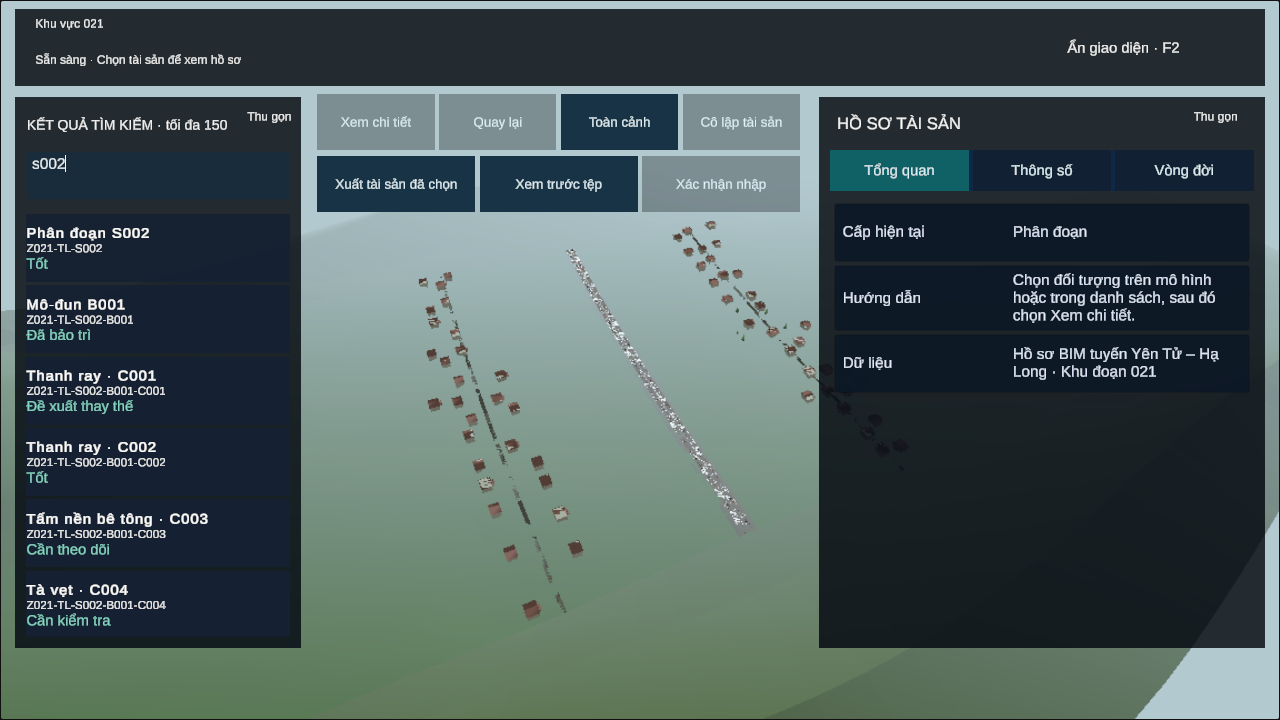 Khu vực 021
Sẵn sàng · Chọn tài sản để xem hồ sơ
Ẩn giao diện · F2
KẾT QUẢ TÌM KIẾM · tối đa 150
Thu gọn
s002
Phân đoạn S002
Z021-TL-S002
Tốt
Mô-đun B001
Z021-TL-S002-B001
Đã bảo trì
Thanh ray · C001
Z021-TL-S002-B001-C001
Đề xuất thay thế
Thanh ray · C002
Z021-TL-S002-B001-C002
Tốt
Tấm nền bê tông · C003
Z021-TL-S002-B001-C003
Cần theo dõi
Tà vẹt · C004
Z021-TL-S002-B001-C004
Cần kiểm tra
Xem chi tiết
Quay lại
Toàn cảnh
Cô lập tài sản
Xuất tài sản đã chọn
Xem trước tệp
Xác nhận nhập
HỒ SƠ TÀI SẢN
Thu gọn
Tổng quan
Thông số
Vòng đời
Cấp hiện tại
Phân đoạn
Hướng dẫn
Chọn đối tượng trên mô hình
hoặc trong danh sách, sau đó
chọn Xem chi tiết.
Dữ liệu
Hồ sơ BIM tuyến Yên Tử – Hạ
Long · Khu đoạn 021